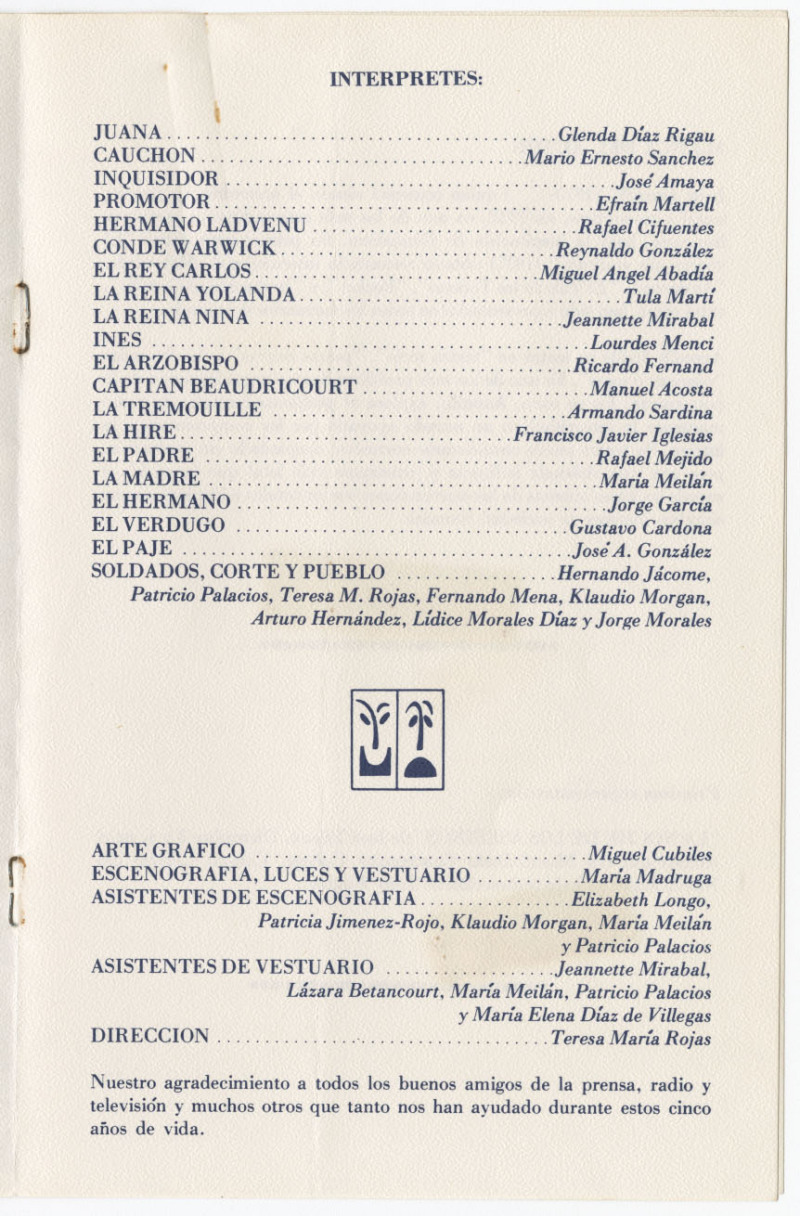 INTERPRETES:
JUANA ........................................ Glenda Díaz Rigau
CAUCHON .................................. Mario Ernesto Sanchez
INQUISIDOR ........................................ José Amaya
PROMOTOR ........................................ Efraín Martell
HERMANO LADVENU ............................ Rafael Cifuentes
CONDE WARWICK ............................. Reynaldo González
EL REY CARLOS .............................. Miguel Angel Abadía
LA REINA YOLANDA .................................. Tula Martí
LA REINA NINA ................................ Jeannette Mirabal
INES .............................................. Lourdes Menci
EL ARZOBISPO .................................. Ricardo Fernand
CAPITAN BEAUDRICOURT ........................ Manuel Acosta
LA TREMOUILLE ............................... Armando Sardina
LA HIRE ................................... Francisco Javier Iglesias
EL PADRE ........................................ Rafael Mejido
LA MADRE ........................................ María Meilán
EL HERMANO ....................................... Jorge García
EL VERDUGO ................................... Gustavo Cardona
EL PAJE ......................................... José A. González
SOLDADOS, CORTE Y PUEBLO ................. Hernando Jácome,
Patricio Palacios, Teresa M. Rojas, Fernando Mena, Klaudio Morgan,
Arturo Hernández, Lídice Morales Díaz y Jorge Morales
ARTE GRAFICO ................................... Miguel Cubiles
ESCENOGRAFIA, LUCES Y VESTUARIO ........... María Madruga
ASISTENTES DE ESCENOGRAFIA ................ Elizabeth Longo,
Patricia Jimenez-Rojo, Klaudio Morgan, María Meilán
y Patricio Palacios
ASISTENTES DE VESTUARIO .................. Jeannette Mirabal,
Lázara Betancourt, María Meilán, Patricio Palacios
y María Elena Díaz de Villegas
DIRECCION ................................... Teresa María Rojas
Nuestro agradecimiento a todos los buenos amigos de la prensa, radio y
televisión y muchos otros que tanto nos han ayudado durante estos cinco
años de vida.